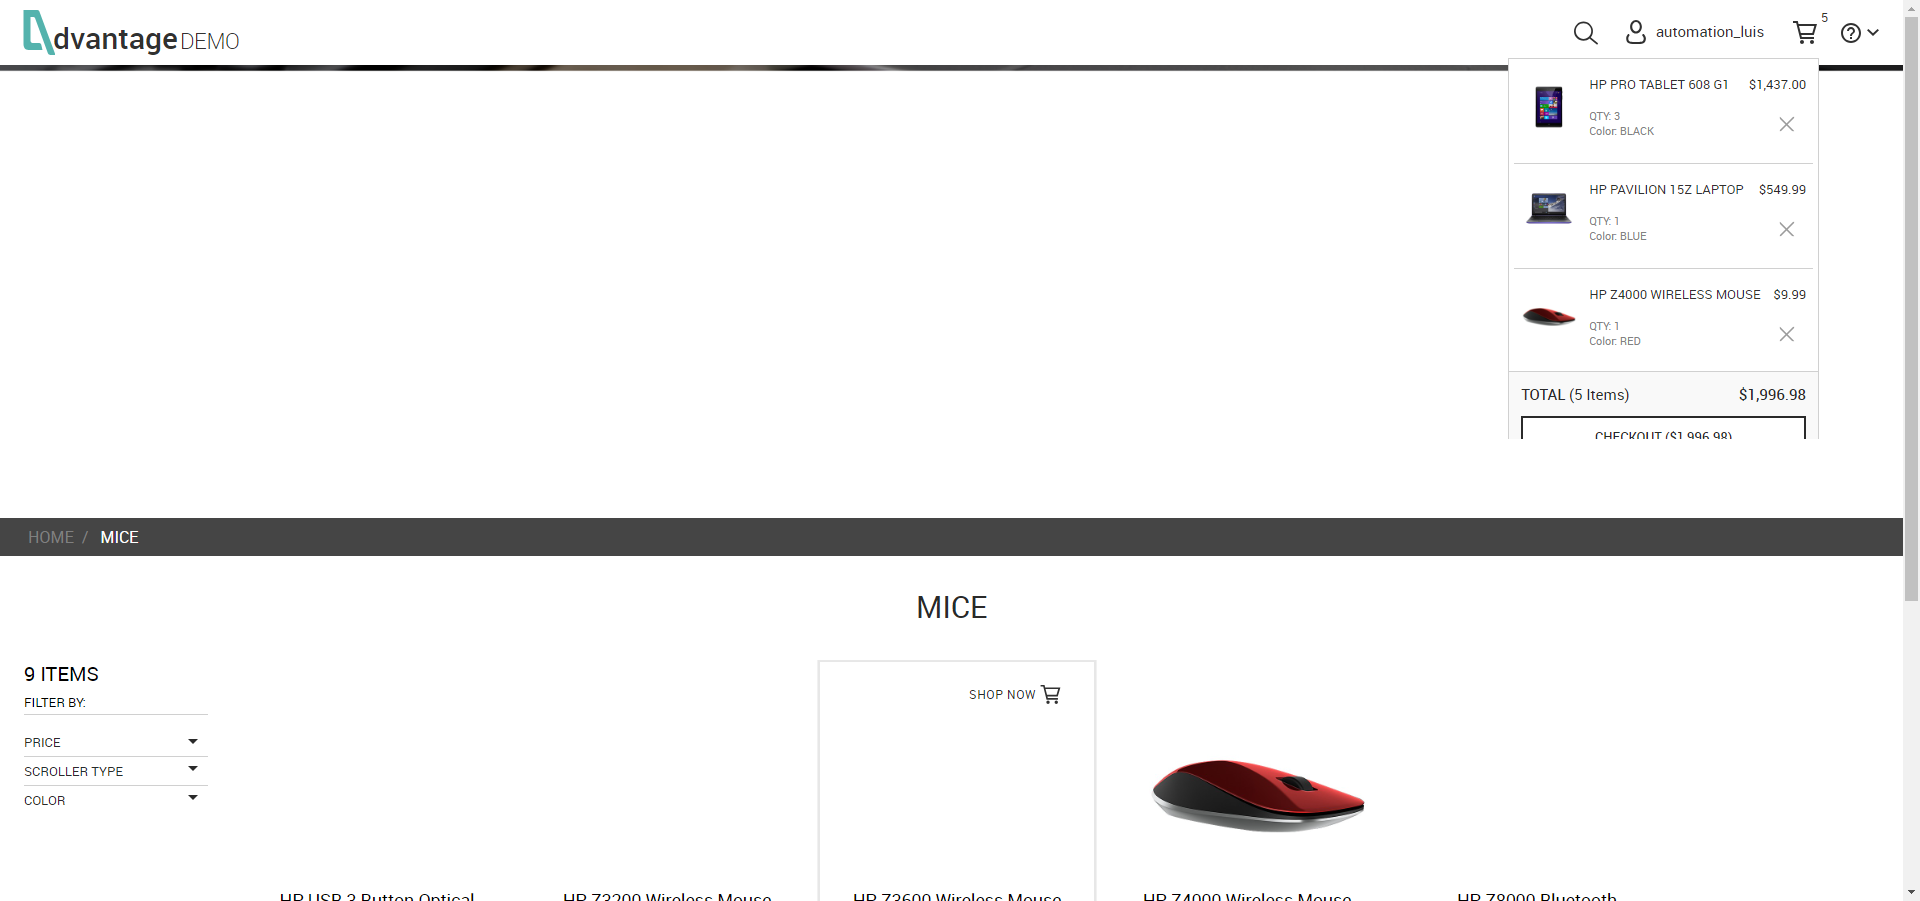 dvantage DEMO
automation_luis
5
HP PRO TABLET 608 G1 $1,437.00
QTY: 3
Color: BLACK
HP PAVILION 15Z LAPTOP $549.99
QTY: 1
Color: BLUE
HP Z4000 WIRELESS MOUSE $9.99
QTY: 1
Color: RED
TOTAL (5 Items) $1,996.98
CHECKOUT ($1,996.98)
HOME / MICE
MICE
9 ITEMS
FILTER BY:
PRICE
SCROLLER TYPE
COLOR
SHOP NOW
HP USB 3 Button Optical
HP Z3200 Wireless Mouse
HP Z3600 Wireless Mouse
HP Z4000 Wireless Mouse
HP Z8000 Bluetooth